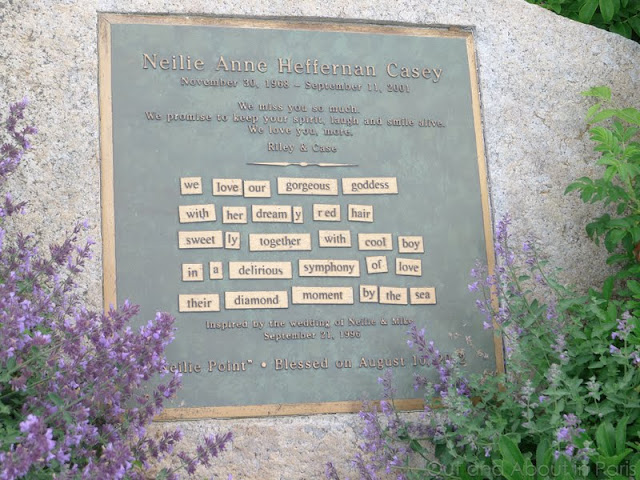 Neilie Anne Heffernan Casey
November 30, 1968 – September 11, 2001
We miss you so much.
We promise to keep your spirit, laugh and smile alive.
We love you, more.
Riley & Case
we love our gorgeous goddess
with her dream y red hair
sweet ly together with cool boy
in a delirious symphony of love
their diamond moment by the sea
Inspired by the wedding of Neilie & Mike
September 21, 1996
Neilie Point" • Blessed on August 10,
Out and About in Paris